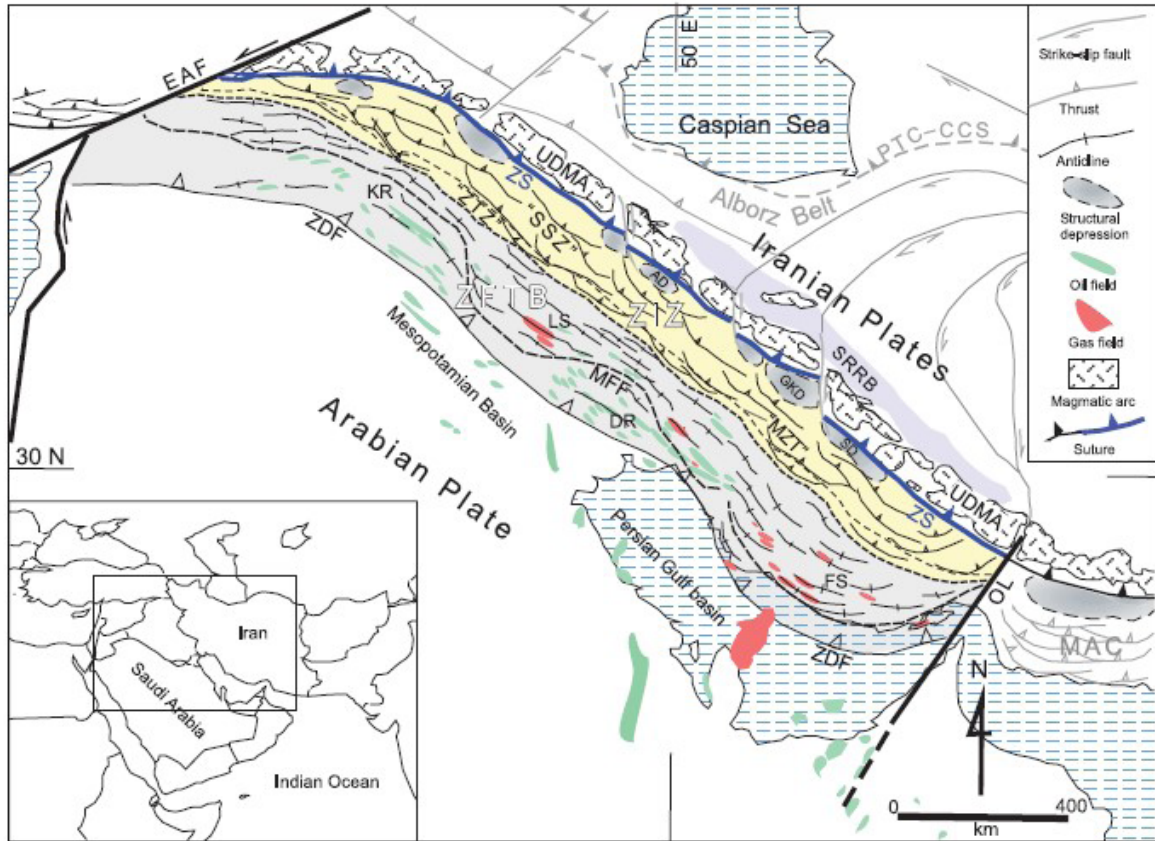 50 E
EAF
Caspian Sea
PTC-CCS
Alborz Belt
UDMA
ZS
KR
ZDF
"ZTZ"
"SSZ"
AD
Iranian Plates
ZFTB
ZIZ
LS
Mesopotamian Basin
MFF
SRRB
GKD
DR
"MZT"
SD
Arabian Plate
30 N
UDMA
ZS
Persian Gulf basin
FS
OL
ZDF
MAC
N
0 400
km
Strike-slip fault
Thrust
Anticline
Structural
depression
Oil field
Gas field
Magmatic arc
Suture
Iran
Saudi Arabia
Indian Ocean